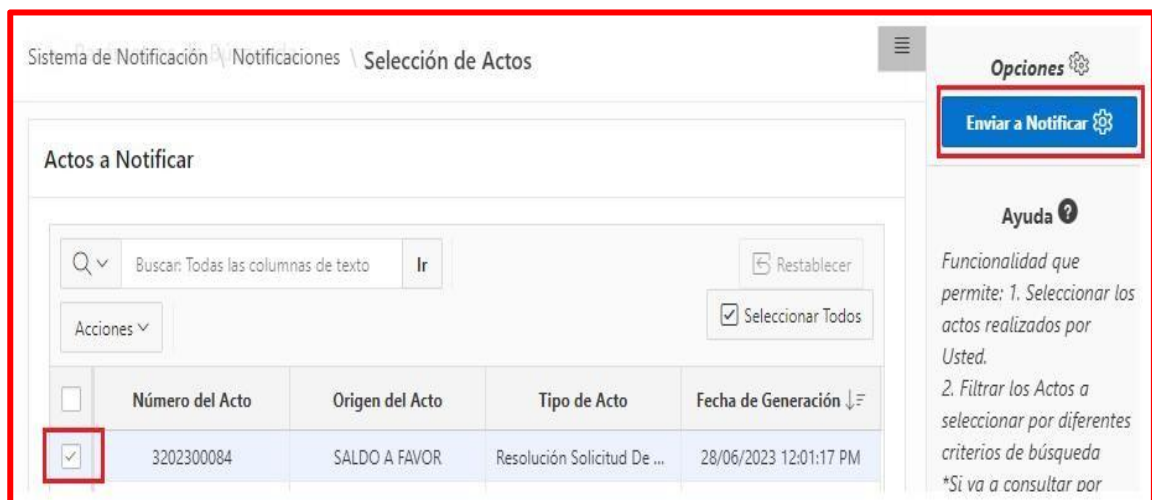 Sistema de Notificación \ Notificaciones \ Selección de Actos
Opciones
Enviar a Notificar
Actos a Notificar
Ayuda
Buscar: Todas las columnas de texto Ir
Restablecer
Acciones
Seleccionar Todos
Número del Acto Origen del Acto Tipo de Acto Fecha de Generación
3202300084 SALDO A FAVOR Resolución Solicitud De ... 28/06/2023 12:01:17 PM
Funcionalidad que
permite: 1. Seleccionar los
actos realizados por
Usted.
2. Filtrar los Actos a
seleccionar por diferentes
criterios de búsqueda
*Si va a consultar por